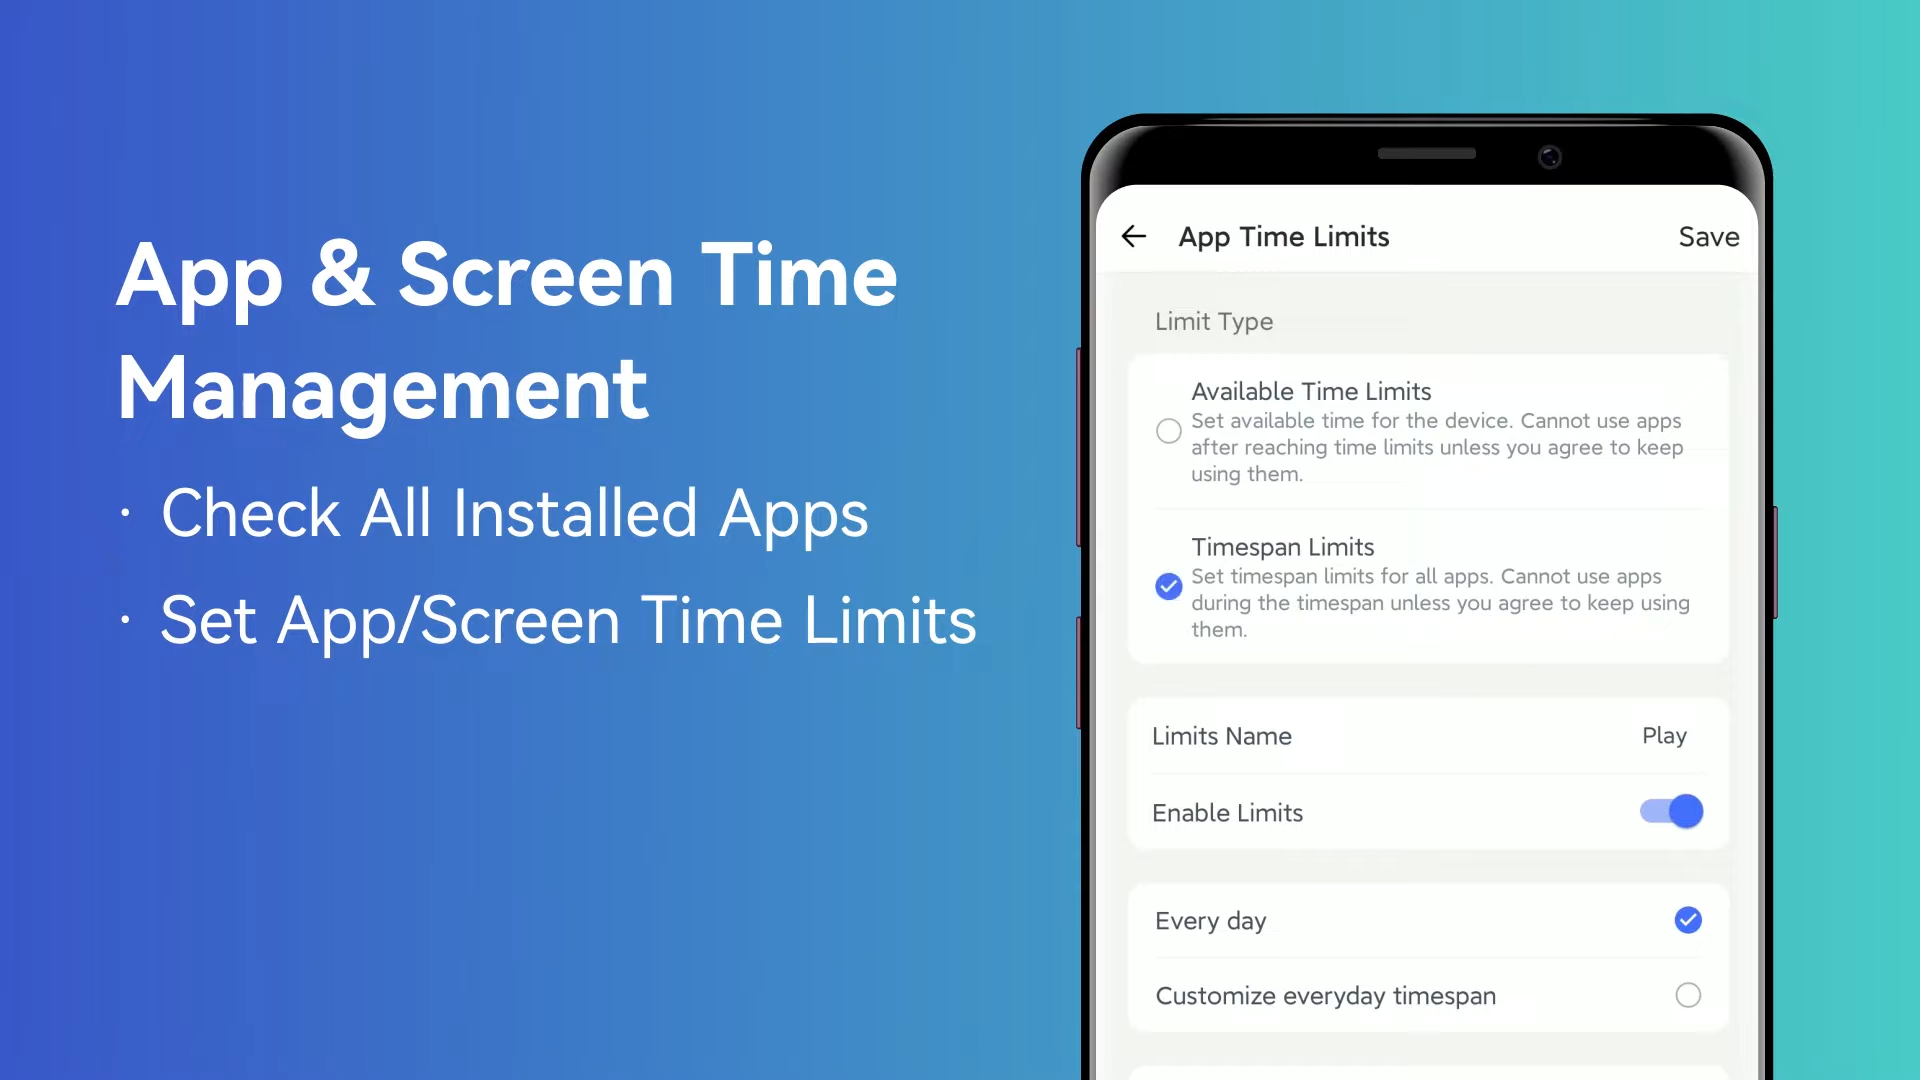 App & Screen Time
Management
· Check All Installed Apps
· Set App/Screen Time Limits
App Time Limits
Save
Limit Type
Available Time Limits
Set available time for the device. Cannot use apps
after reaching time limits unless you agree to keep
using them.
Timespan Limits
Set timespan limits for all apps. Cannot use apps
during the timespan unless you agree to keep using
them.
Limits Name
Play
Enable Limits
Every day
Customize everyday timespan